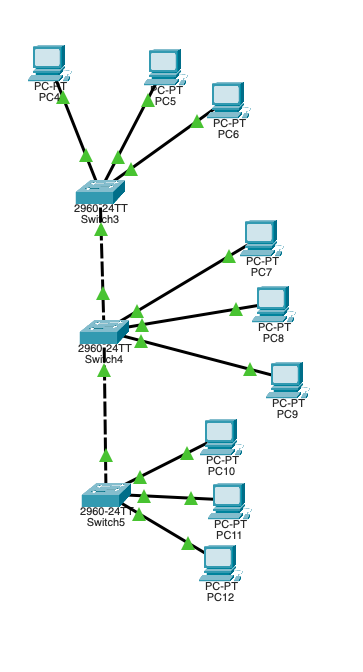 PC-PT
PC4
PC-PT
PC5
PC-PT
PC6
2960-24TT
Switch3
PC-PT
PC7
PC-PT
PC8
2960-24TT
Switch4
PC-PT
PC9
PC-PT
PC10
2960-24TT
Switch5
PC-PT
PC11
PC-PT
PC12